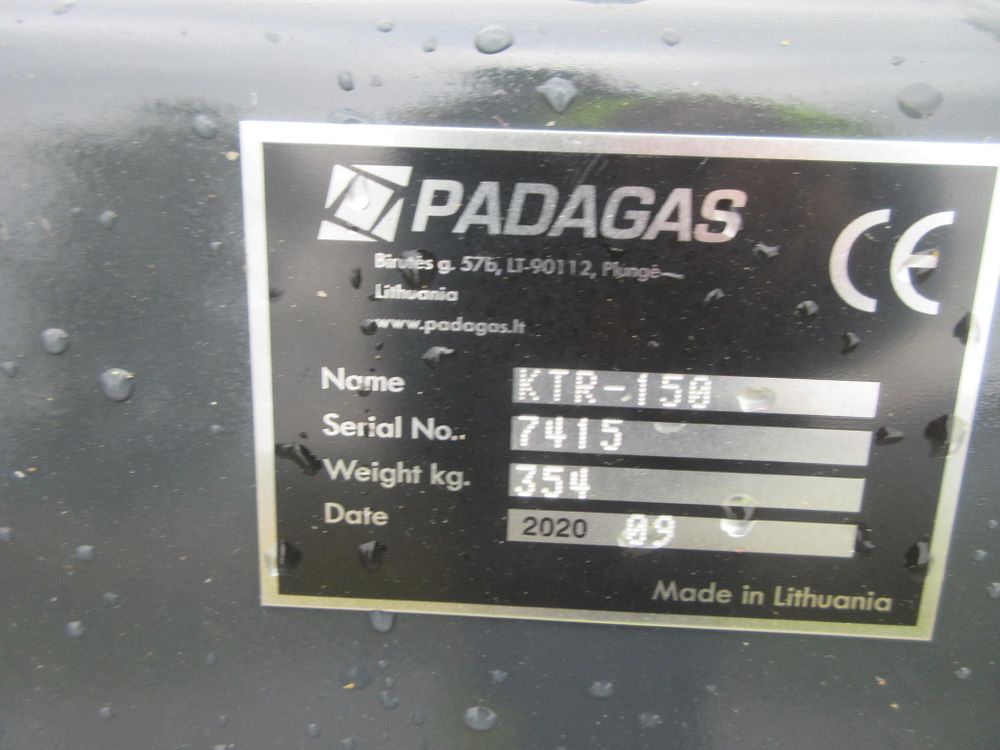 PADAGAS
CE
Birutės g. 57b, LT-90112, Plungė
Lithuania
www.padagas.lt
Name KTR-150
Serial No.. 7415
Weight kg. 354
Date 2020 09
Made in Lithuania